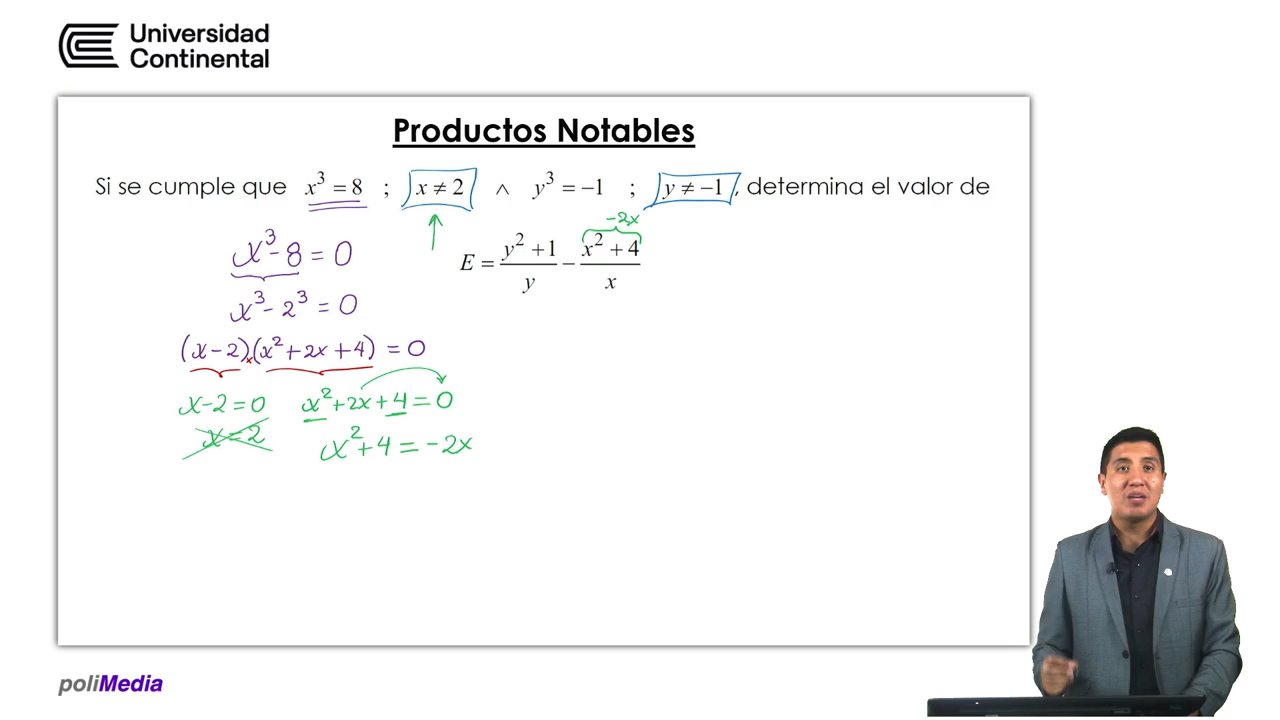 Universidad
Continental
Productos Notables
Si se cumple que x³ = 8 ; x ≠ 2 ∧ y³ = −1 ; y ≠ −1, determina el valor de
−2x
E = (y² + 1)/y − (x² + 4)/x
x³ − 8 = 0
x³ − 2³ = 0
(x − 2)(x² + 2x + 4) = 0
x − 2 = 0 x² + 2x + 4 = 0
x = 2 x² + 4 = −2x
poliMedia